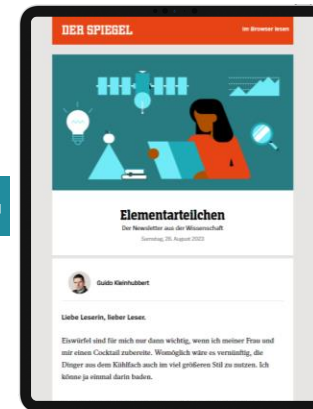 DER SPIEGEL
Im Browser lesen
Elementarteilchen
Der Newsletter aus der Wissenschaft
Samstag, 26. August 2023
Guido Kleinhubbert
Liebe Leserin, lieber Leser,
Eiswürfel sind für mich nur dann wichtig, wenn ich meiner Frau und
mir einen Cocktail zubereite. Womöglich wäre es vernünftig, die
Dinger aus dem Kühlfach auch im viel größeren Stil zu nutzen. Ich
könne ja einmal darin baden.